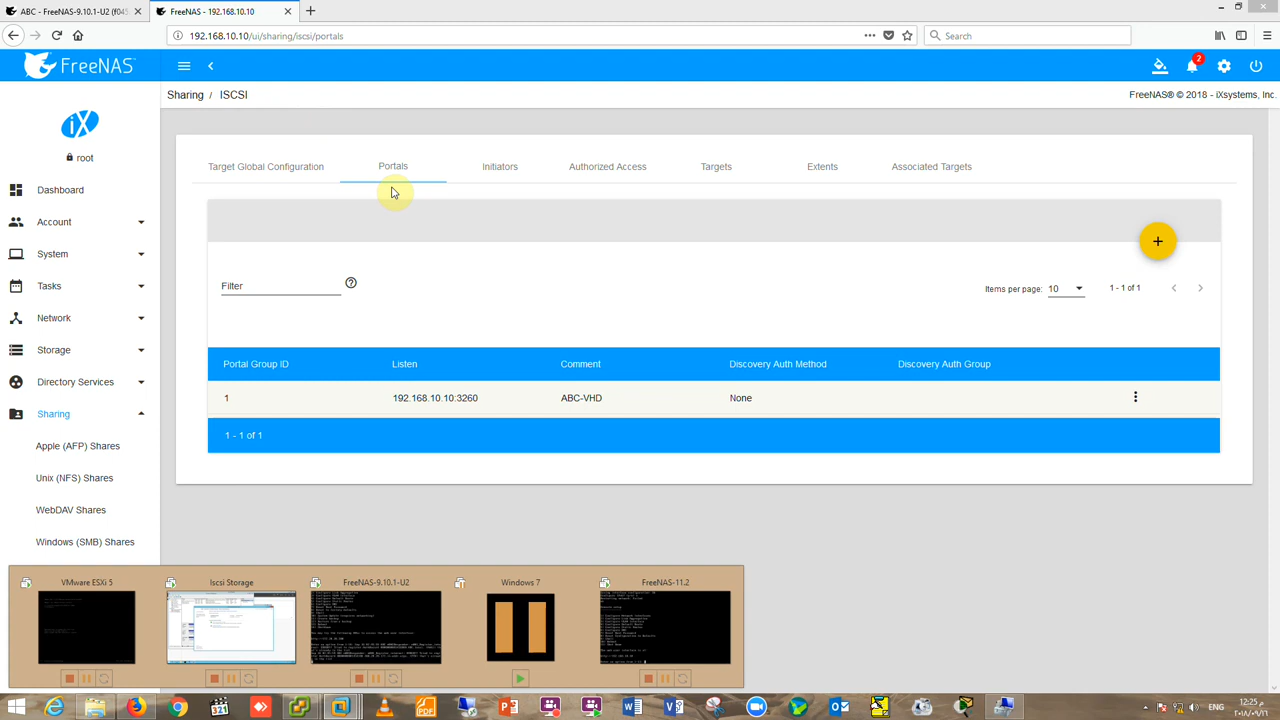 ABC - FreeNAS-9.10.1-U2 (f045
FreeNAS - 192.168.10.10
192.168.10.10/ui/sharing/iscsi/portals
Search
FreeNAS
2
Sharing / ISCSI
FreeNAS® © 2018 - iXsystems, Inc.
iX
root
Dashboard
Account
System
Tasks
Network
Storage
Directory Services
Sharing
Apple (AFP) Shares
Unix (NFS) Shares
WebDAV Shares
Windows (SMB) Shares
Target Global Configuration
Portals
Initiators
Authorized Access
Targets
Extents
Associated Targets
Filter
Items per page: 10
1 - 1 of 1
Portal Group ID
Listen
Comment
Discovery Auth Method
Discovery Auth Group
1
192.168.10.10:3260
ABC-VHD
None
1 - 1 of 1
VMware ESXi 5
Iscsi Storage
FreeNAS-9.10.1-U2
Windows 7
FreeNAS-11.2
PDF
321
ENG